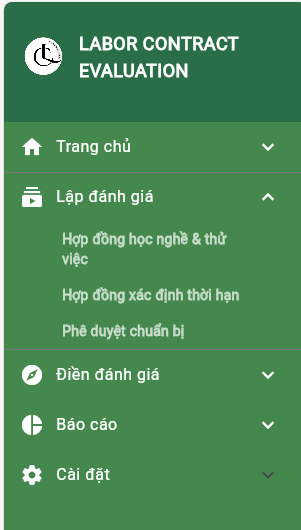 LABOR CONTRACT
EVALUATION
Trang chủ
Lập đánh giá
Hợp đồng học nghề & thử
việc
Hợp đồng xác định thời hạn
Phê duyệt chuẩn bị
Điền đánh giá
Báo cáo
Cài đặt